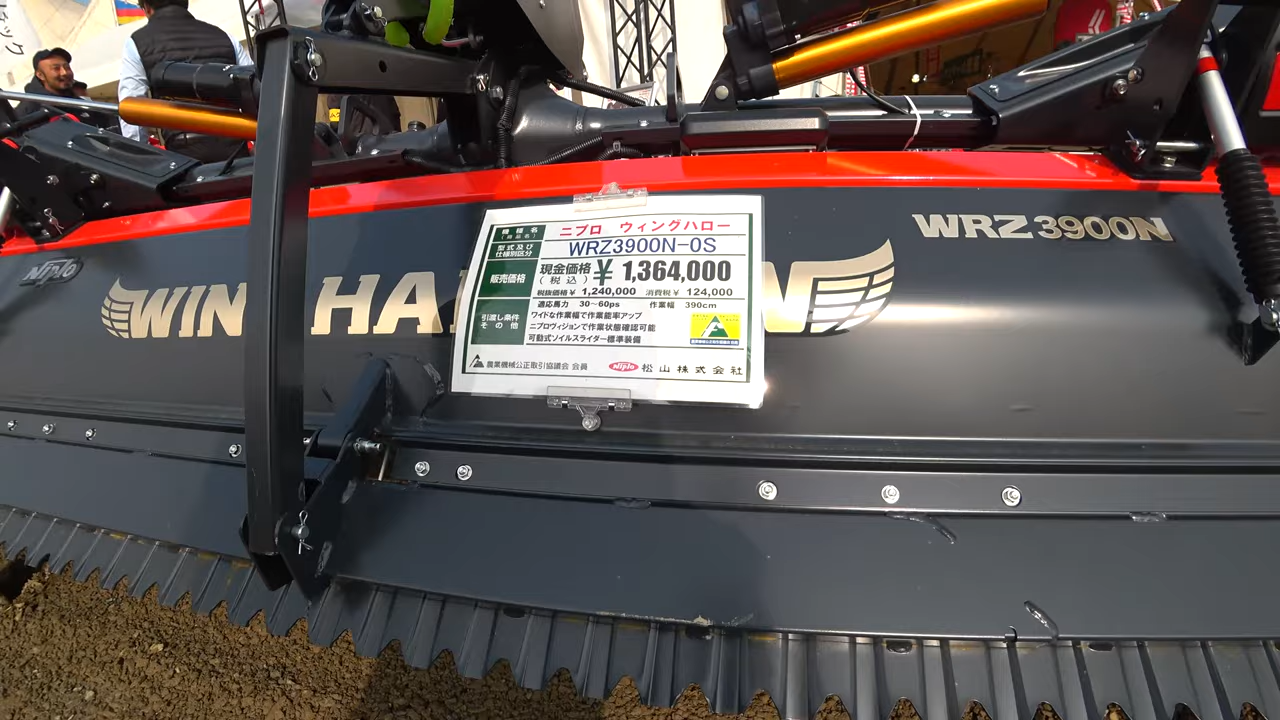 ック
WRZ3900N
Niplo
WIN HA
N
機種名
(商品名)
ニプロ ウィングハロー
型式及び
仕様別区分
WRZ3900N-0S
販売価格
現金価格
(税込)
¥ 1,364,000
税抜価格¥ 1,240,000 消費税¥ 124,000
引渡し条件
その他
適応馬力 30~60ps 作業幅 390cm
ワイドな作業幅で作業能率アップ
ニプロヴィジョンで作業状態確認可能
可動式ソイルスライダー標準装備
農業機械公正取引協議会 会員
Niplo 松山株式会社